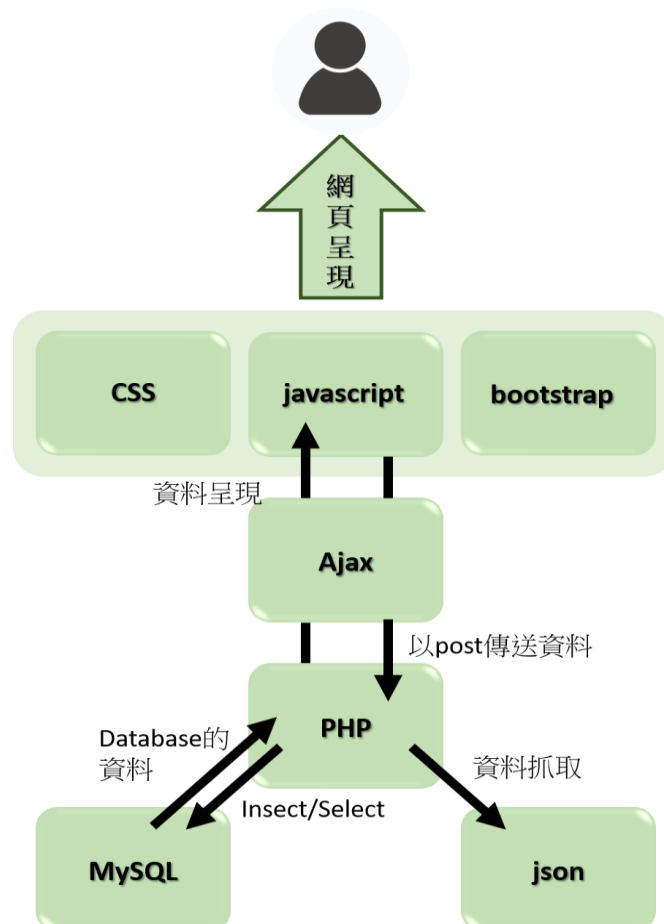 網頁呈現
CSS
javascript
bootstrap
資料呈現
Ajax
以post傳送資料
PHP
Database的
資料
資料抓取
Insect/Select
MySQL
json